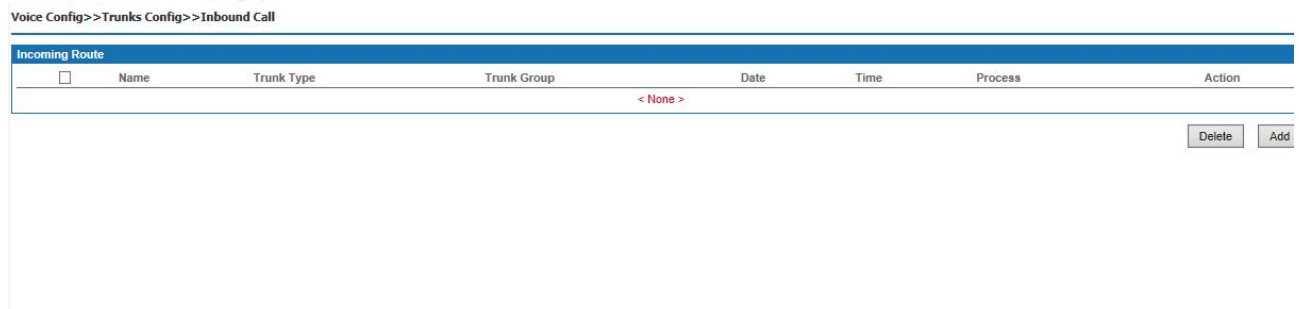 Voice Config>>Trunks Config>>Inbound Call
Incoming Route
Name Trunk Type Trunk Group Date Time Process Action
< None >
Delete Add